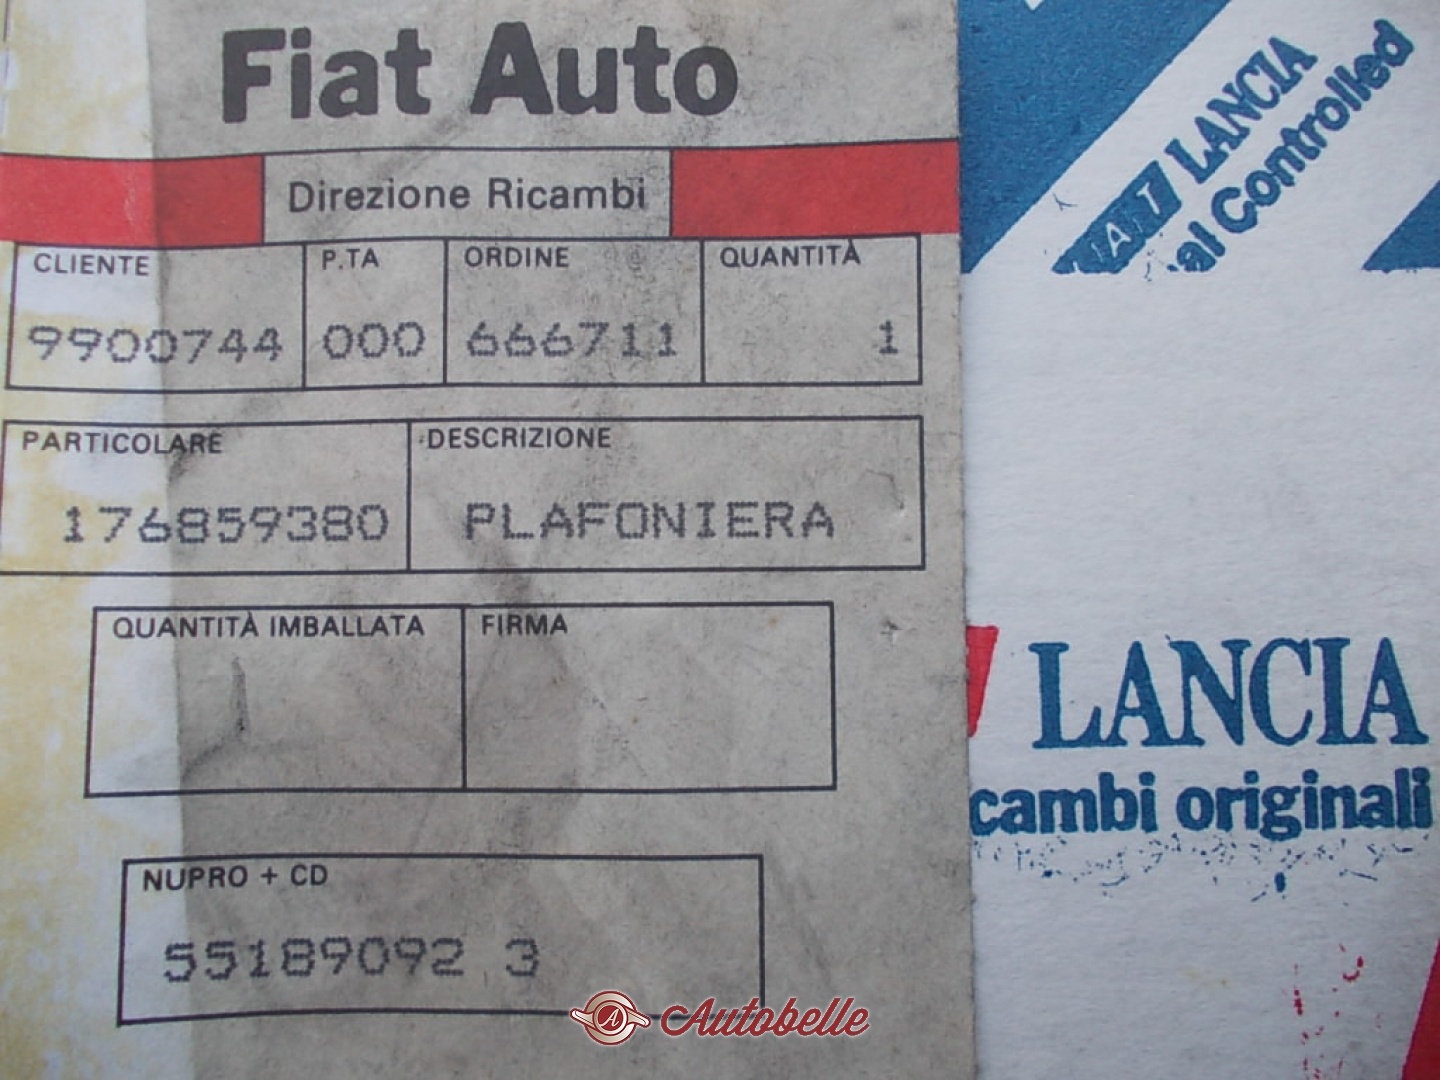 Fiat Auto
Direzione Ricambi
CLIENTE P.TA ORDINE QUANTITÀ
9900744 000 666711 1
PARTICOLARE DESCRIZIONE
176859380 PLAFONIERA
QUANTITÀ IMBALLATA FIRMA
NUPRO + CD
55189092 3
LANCIA
al Controlled
LANCIA
cambi originali
Autobelle